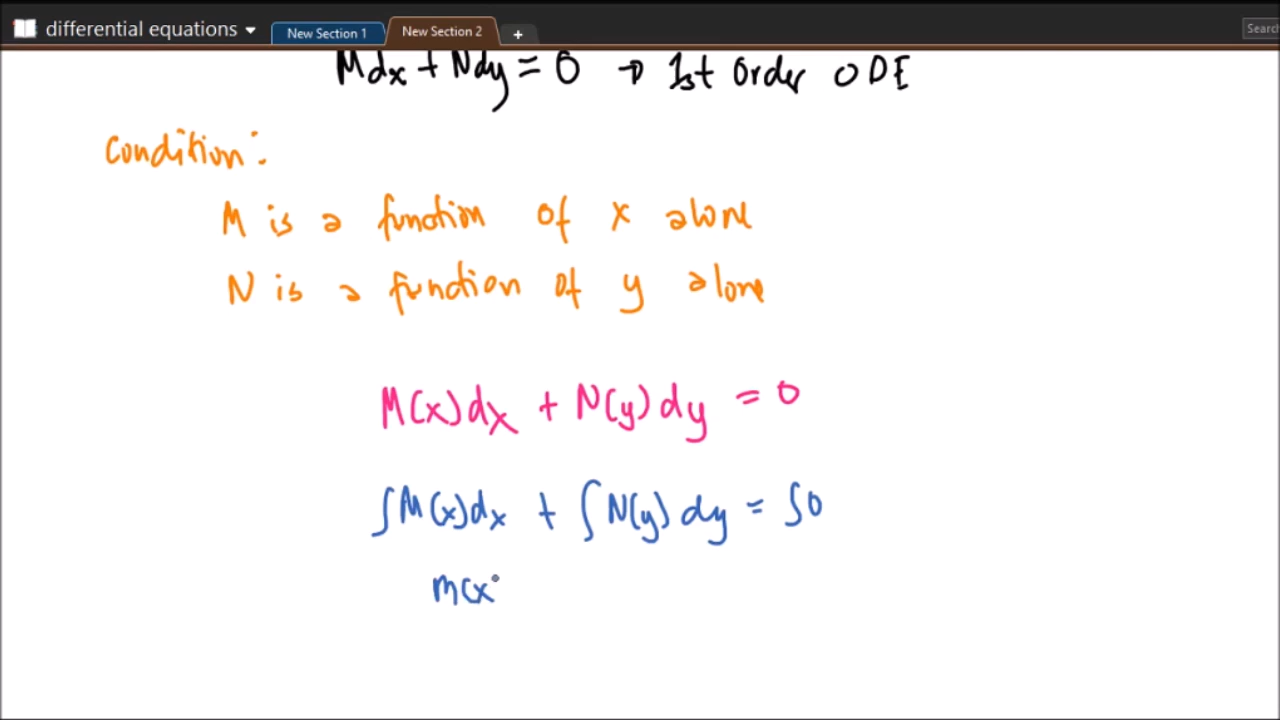 differential equations
New Section 1
New Section 2
+
Search
Mdx + Ndy = 0 → 1st Order ODE
Condition:
M is a function of x alone
N is a function of y alone
M(x)dx + N(y)dy = 0
∫M(x)dx + ∫N(y)dy = ∫0
m(x